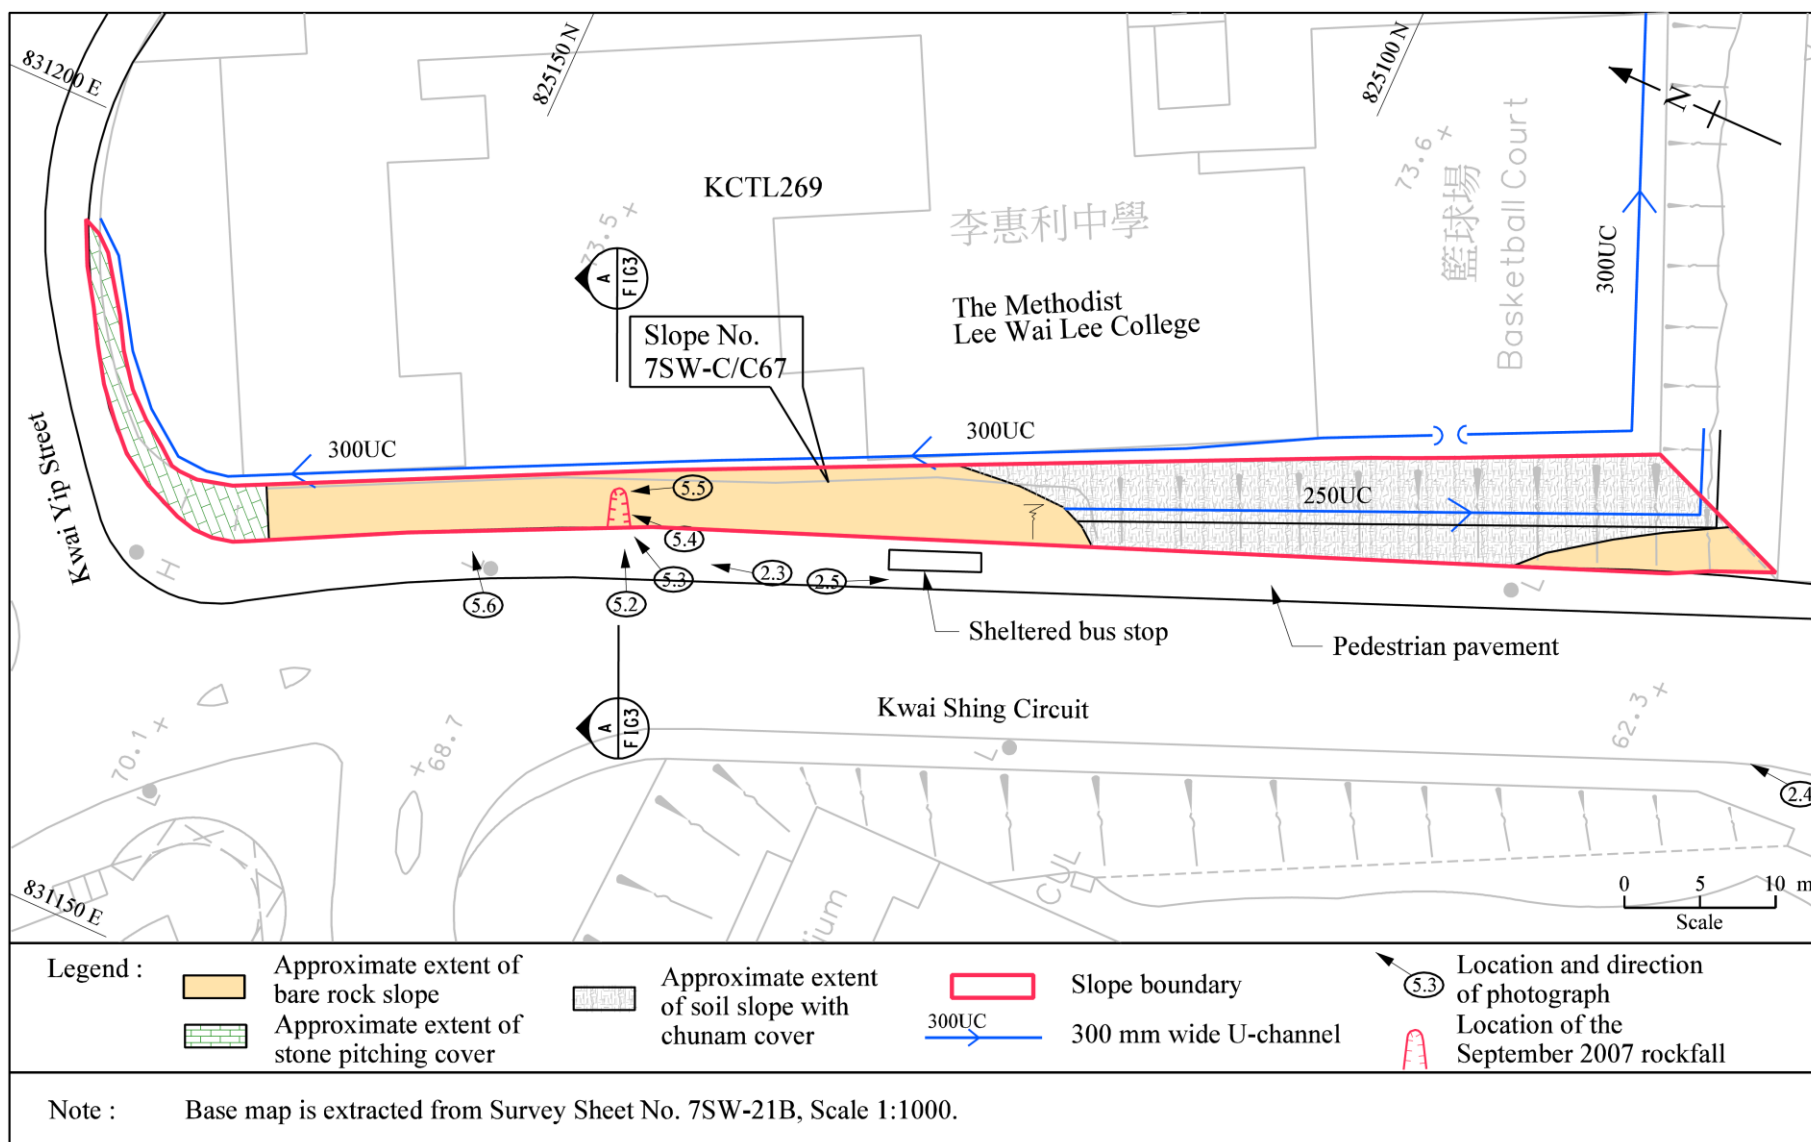 831200 E
825150 N
825100 N
N
73.6
籃球場
Basketball Court
KCTL269
73.5
李惠利中學
A
FIG3
The Methodist
Lee Wai Lee College
300UC
Slope No.
7SW-C/C67
Kwai Yip Street
300UC
300UC
250UC
5.5
5.4
5.3
2.3
2.5
5.6
5.2
H
L
L
Sheltered bus stop
Pedestrian pavement
Kwai Shing Circuit
A
FIG3
70.1
68.7
62.3
L
L
2.4
CUL
ium
831150 E
0 5 10 m
Scale
Legend :
Approximate extent of
bare rock slope
Approximate extent of
stone pitching cover
Approximate extent
of soil slope with
chunam cover
Slope boundary
300UC
300 mm wide U-channel
5.3
Location and direction
of photograph
Location of the
September 2007 rockfall
Note : Base map is extracted from Survey Sheet No. 7SW-21B, Scale 1:1000.